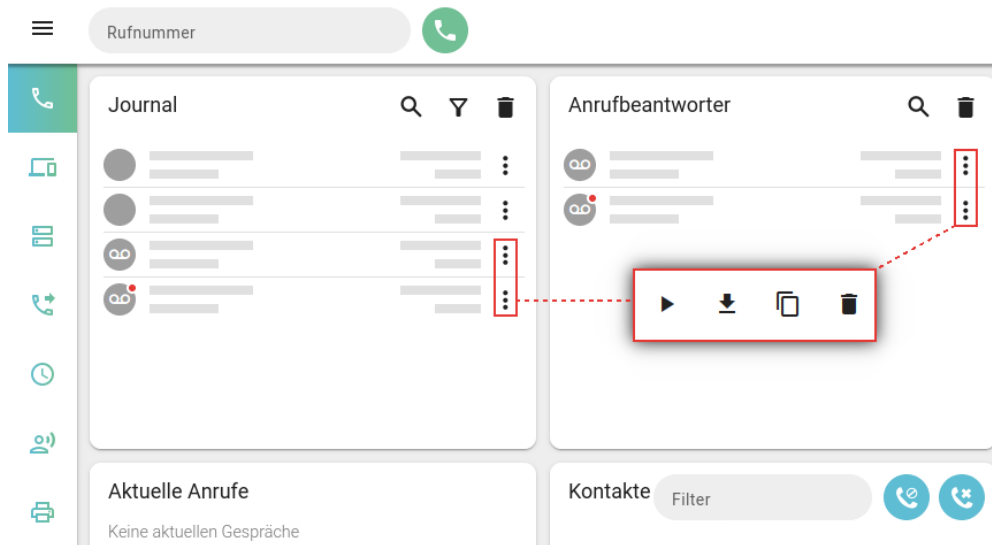 Rufnummer
Journal
Anrufbeantworter
Aktuelle Anrufe
Keine aktuellen Gespräche
Kontakte
Filter